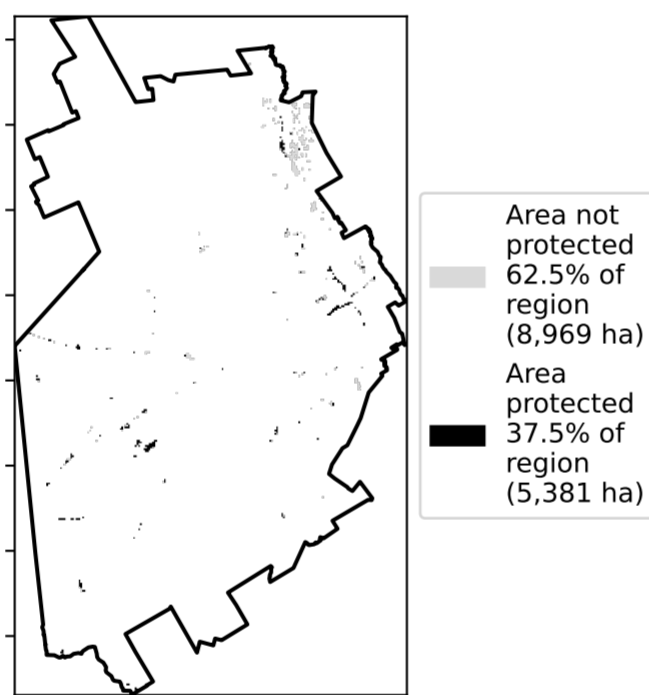 Area not
protected
62.5% of
region
(8,969 ha)
Area
protected
37.5% of
region
(5,381 ha)